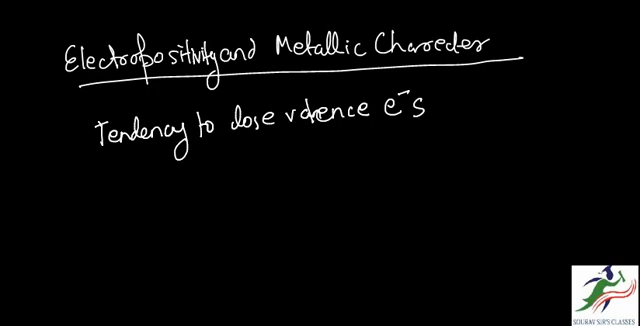 Electropositivity and Metallic Character
Tendency to lose valence e⁻s
SOURAV SIR'S CLASSES